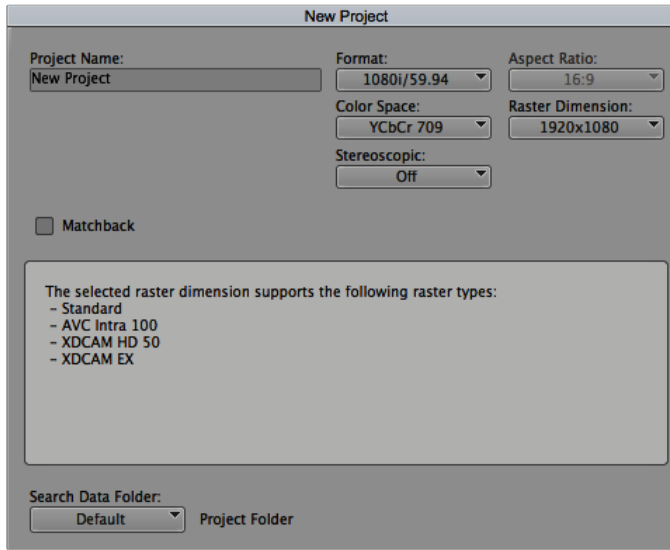 New Project
Project Name:
New Project
Format:
1080i/59.94
Aspect Ratio:
16:9
Color Space:
YCbCr 709
Raster Dimension:
1920x1080
Stereoscopic:
Off
Matchback
The selected raster dimension supports the following raster types:
- Standard
- AVC Intra 100
- XDCAM HD 50
- XDCAM EX
Search Data Folder:
Default
Project Folder